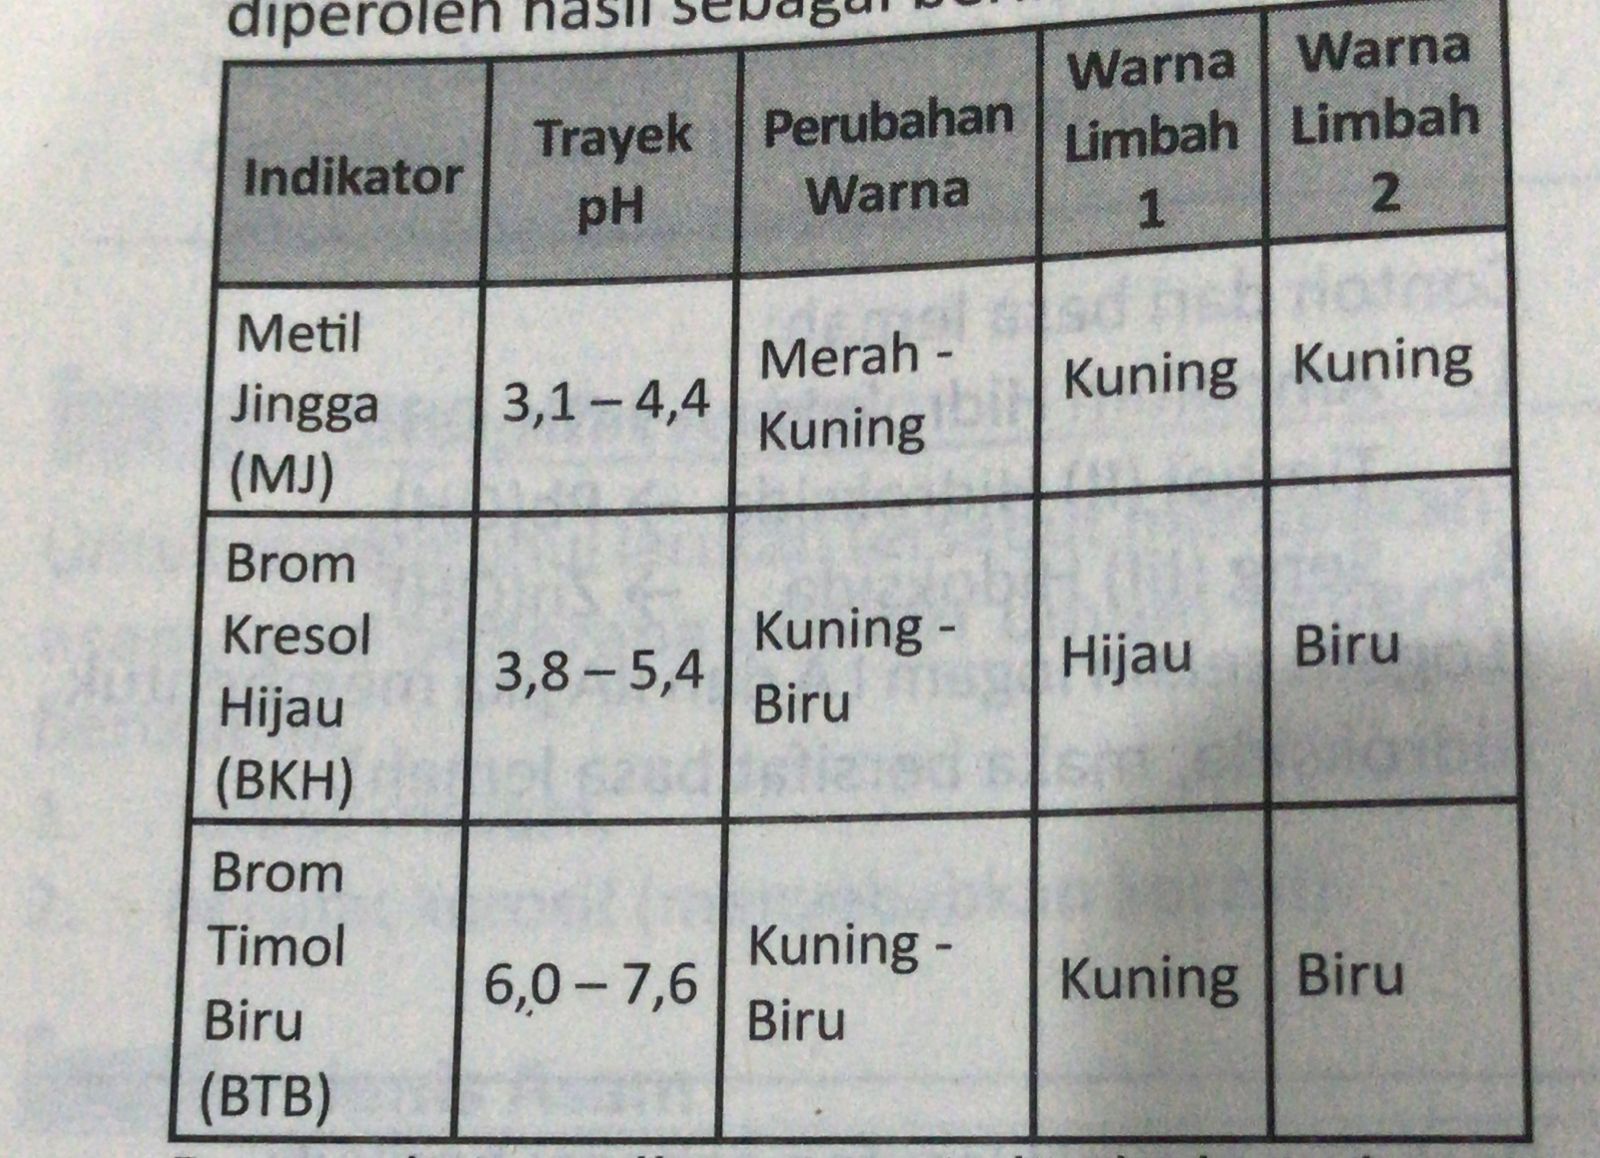 diperoleh hasil sebagai
Indikator
Trayek
pH
Perubahan
Warna
Warna
Limbah
1
Warna
Limbah
2
Metil
Jingga
(MJ)
3,1 – 4,4
Merah -
Kuning
Kuning
Kuning
Brom
Kresol
Hijau
(BKH)
3,8 – 5,4
Kuning -
Biru
Hijau
Biru
Brom
Timol
Biru
(BTB)
6,0 – 7,6
Kuning -
Biru
Kuning
Biru